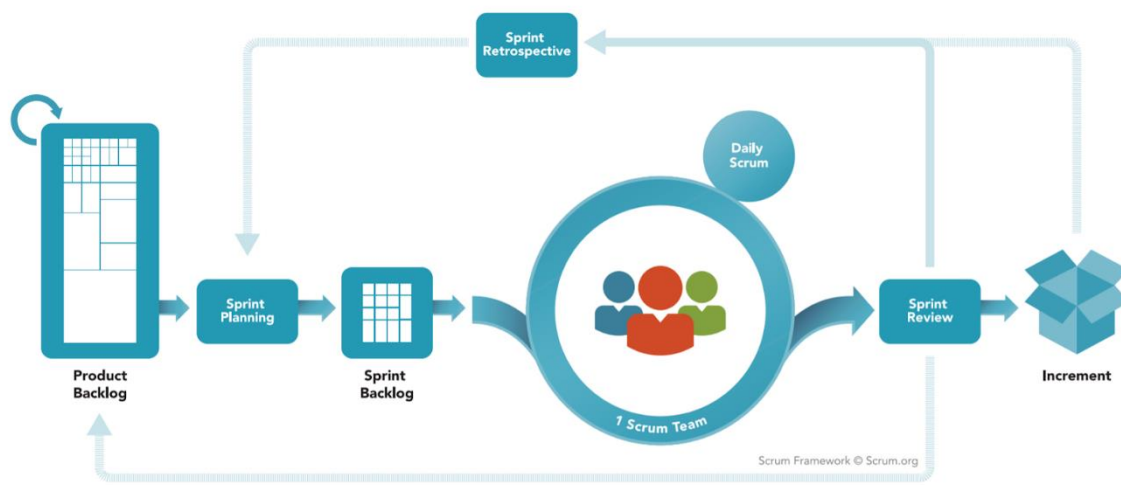 Sprint
Retrospective
Daily
Scrum
Sprint
Planning
Sprint
Review
Product
Backlog
Sprint
Backlog
Increment
1 Scrum Team
Scrum Framework © Scrum.org